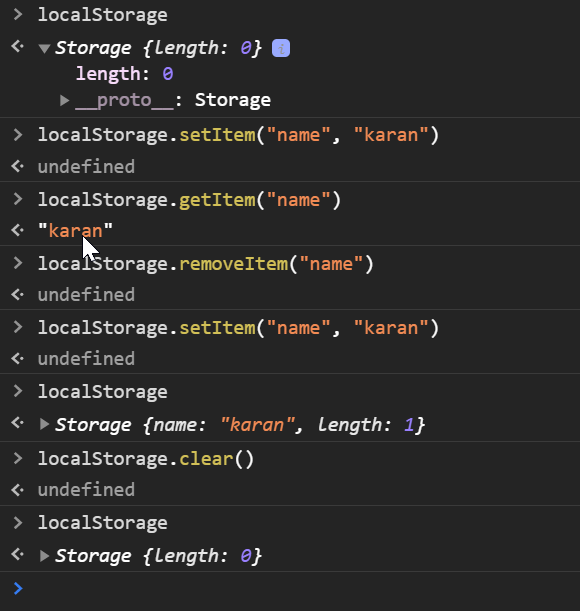 localStorage
Storage {length: 0} i
length: 0
__proto__: Storage
localStorage.setItem("name", "karan")
undefined
localStorage.getItem("name")
"karan"
localStorage.removeItem("name")
undefined
localStorage.setItem("name", "karan")
undefined
localStorage
Storage {name: "karan", length: 1}
localStorage.clear()
undefined
localStorage
Storage {length: 0}